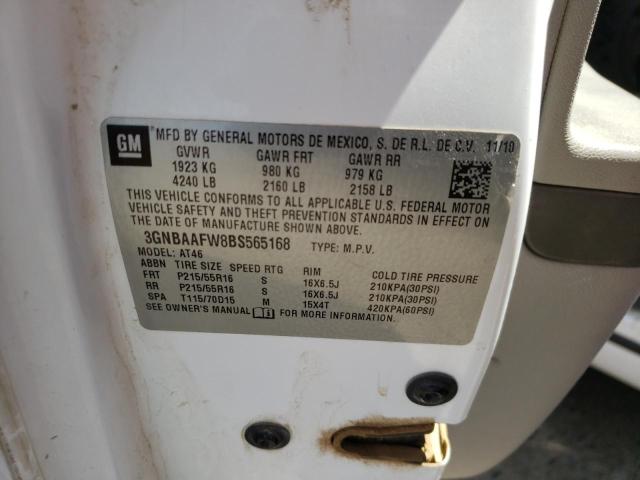 GM MFD BY GENERAL MOTORS DE MEXICO, S. DE R.L. DE C.V. 11/10
GVWR GAWR FRT GAWR RR
1923 KG 980 KG 979 KG
4240 LB 2160 LB 2158 LB
THIS VEHICLE CONFORMS TO ALL APPLICABLE U.S. FEDERAL MOTOR
VEHICLE SAFETY AND THEFT PREVENTION STANDARDS IN EFFECT ON
THE DATE OF MANUFACTURE SHOWN ABOVE.
3GNBAAFW8BS565168 TYPE: M.P.V.
MODEL: AT46
ABBN TIRE SIZE SPEED RTG RIM COLD TIRE PRESSURE
FRT P215/55R16 S 16X6.5J 210KPA(30PSI)
RR P215/55R16 S 16X6.5J 210KPA(30PSI)
SPA T115/70D15 M 15X4T 420KPA(60PSI)
SEE OWNER'S MANUAL FOR MORE INFORMATION.